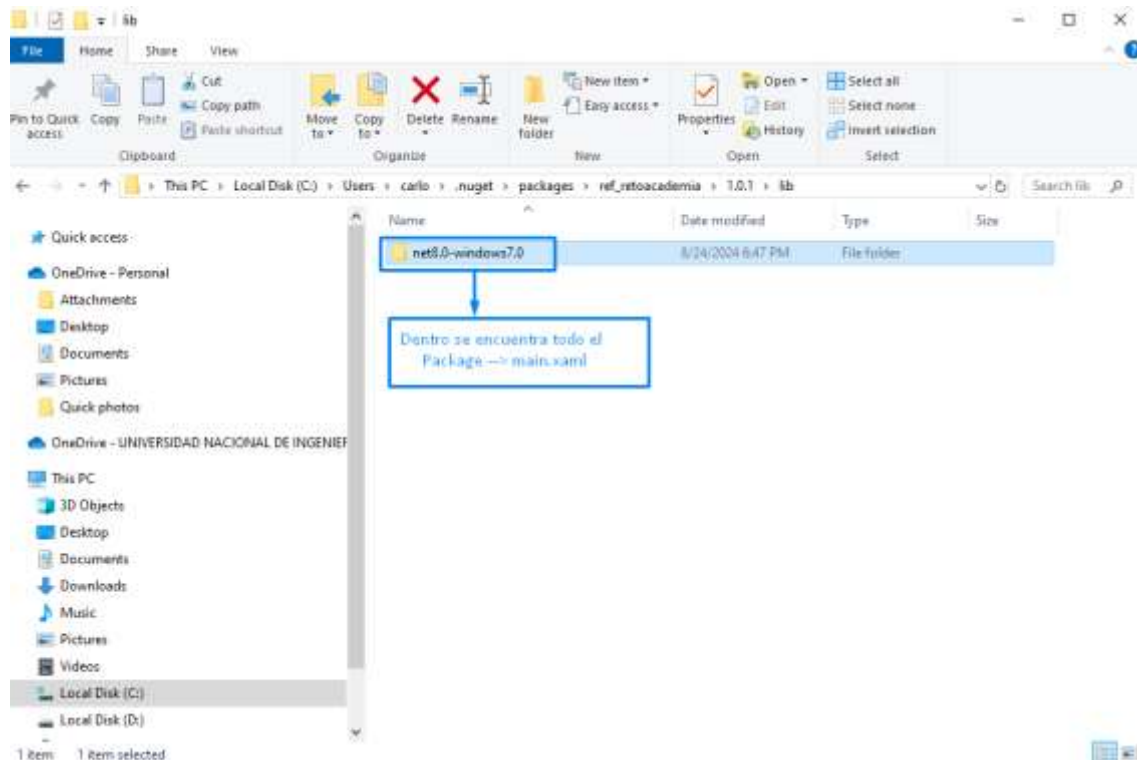 lib
File Home Share View
Pin to Quick access
Copy
Paste
Cut
Copy path
Paste shortcut
Move to
Copy to
Delete
Rename
New folder
New item
Easy access
Properties
Open
Edit
History
Select all
Select none
Invert selection
Clipboard Organize New Open Select
This PC > Local Disk (C:) > Users > carlo > .nuget > packages > ref_retoacademia > 1.0.1 > lib
Search lib
Name Date modified Type Size
net8.0-windows7.0 8/24/2024 6:47 PM File folder
Dentro se encuentra todo el
Package --> main.xaml
Quick access
OneDrive - Personal
Attachments
Desktop
Documents
Pictures
Quick photos
OneDrive - UNIVERSIDAD NACIONAL DE INGENIEF
This PC
3D Objects
Desktop
Documents
Downloads
Music
Pictures
Videos
Local Disk (C:)
Local Disk (D:)
1 item 1 item selected